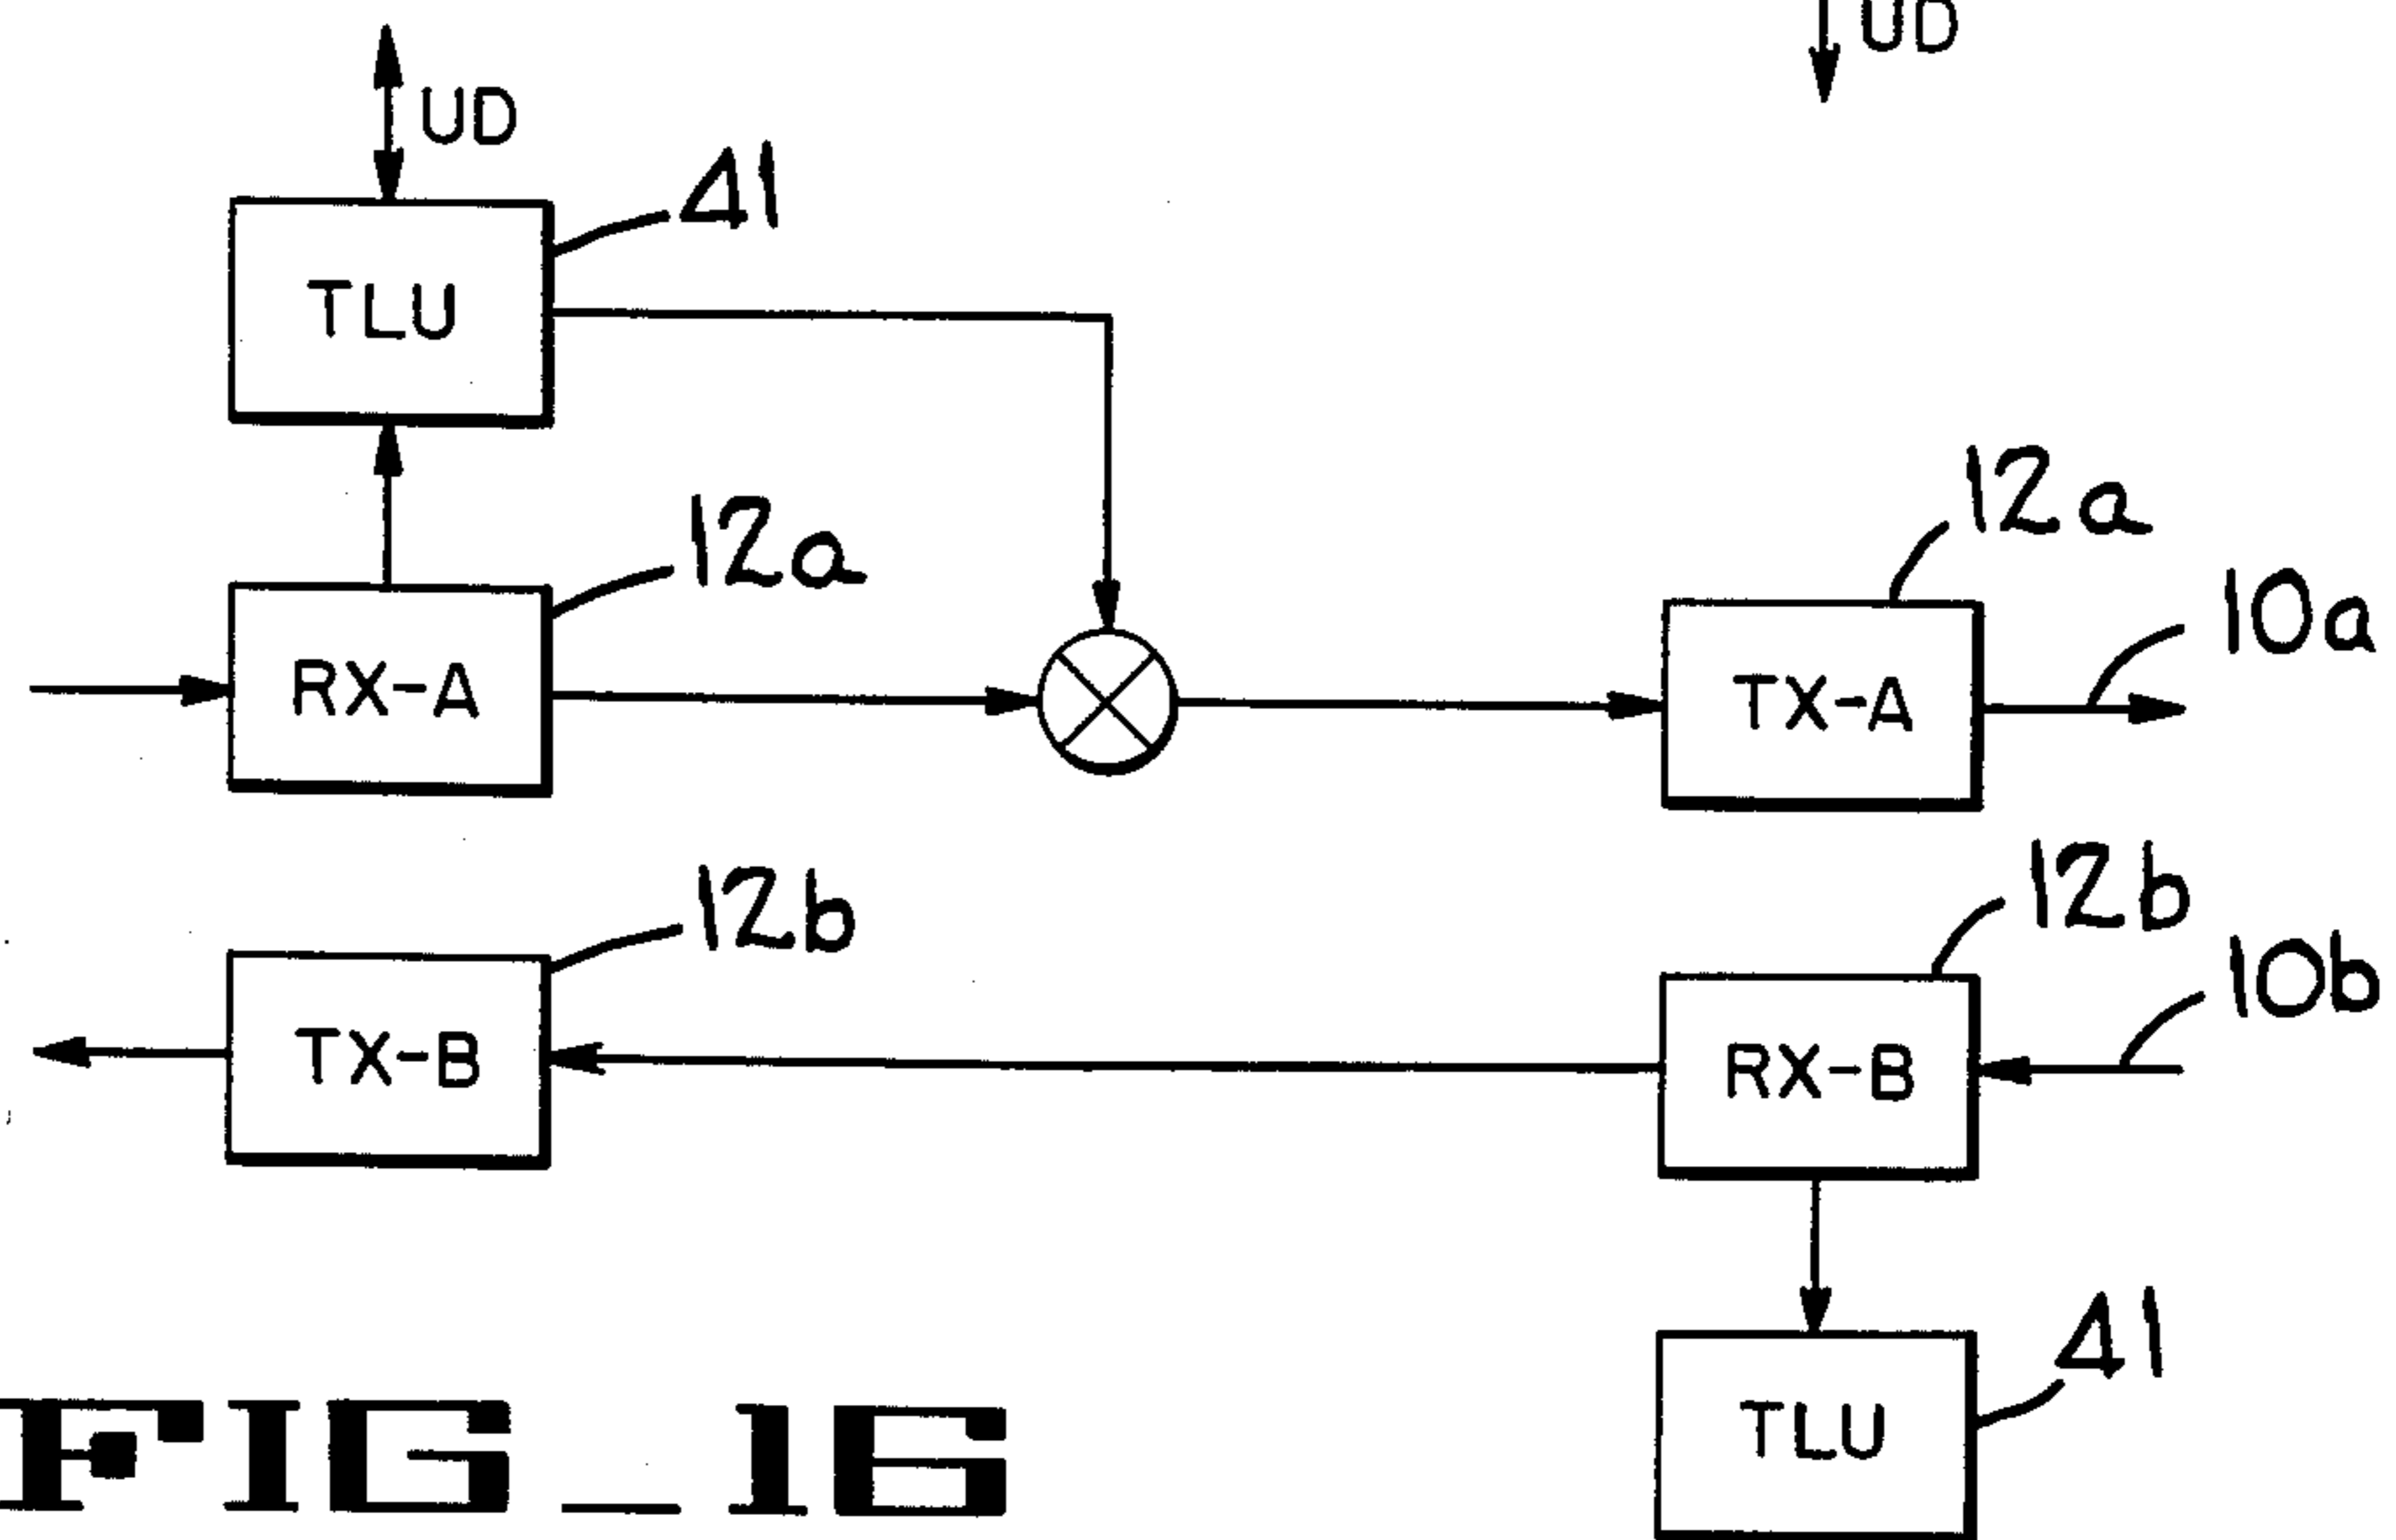 UD
UD
41
TLU
12a
12a
10a
RX-A
TX-A
12b
12b
10b
TX-B
RX-B
41
TLU
FIG_16